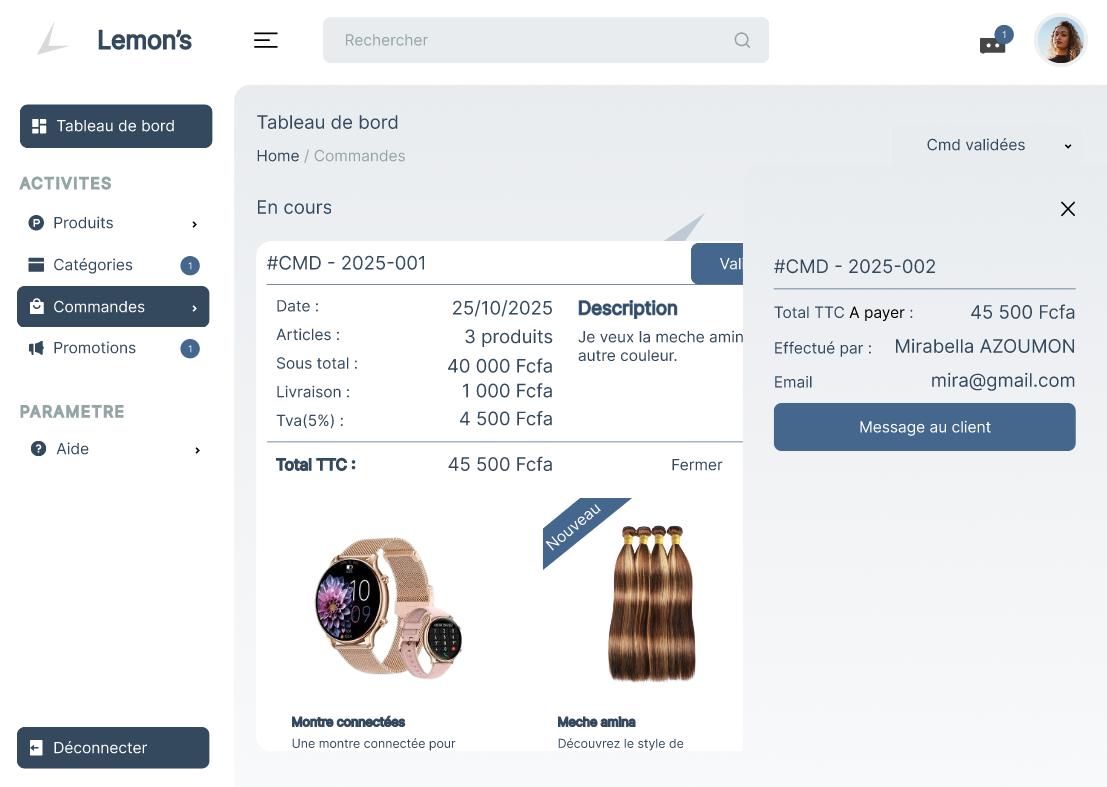 Lemon's
Rechercher
1
Tableau de bord
ACTIVITES
Produits
Catégories
1
Commandes
Promotions
1
PARAMETRE
Aide
Déconnecter
Tableau de bord
Home / Commandes
Cmd validées
En cours
#CMD - 2025-001
Vali
Date :
25/10/2025
Articles :
3 produits
Sous total :
40 000 Fcfa
Livraison :
1 000 Fcfa
Tva(5%) :
4 500 Fcfa
Description
Je veux la meche amin
autre couleur.
Total TTC :
45 500 Fcfa
Fermer
10
09
Nouveau
Montre connectées
Une montre connectée pour
Meche amina
Découvrez le style de
#CMD - 2025-002
Total TTC A payer :
45 500 Fcfa
Effectué par :
Mirabella AZOUMON
Email
mira@gmail.com
Message au client